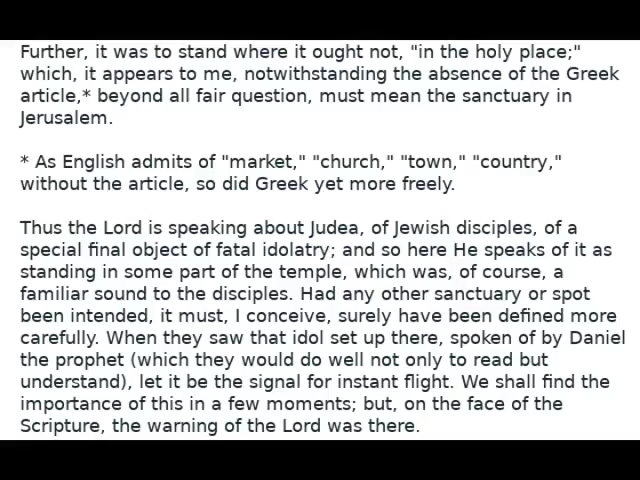 Further, it was to stand where it ought not, "in the holy place;"
which, it appears to me, notwithstanding the absence of the Greek
article,* beyond all fair question, must mean the sanctuary in
Jerusalem.
* As English admits of "market," "church," "town," "country,"
without the article, so did Greek yet more freely.
Thus the Lord is speaking about Judea, of Jewish disciples, of a
special final object of fatal idolatry; and so here He speaks of it as
standing in some part of the temple, which was, of course, a
familiar sound to the disciples. Had any other sanctuary or spot
been intended, it must, I conceive, surely have been defined more
carefully. When they saw that idol set up there, spoken of by Daniel
the prophet (which they would do well not only to read but
understand), let it be the signal for instant flight. We shall find the
importance of this in a few moments; but, on the face of the
Scripture, the warning of the Lord was there.